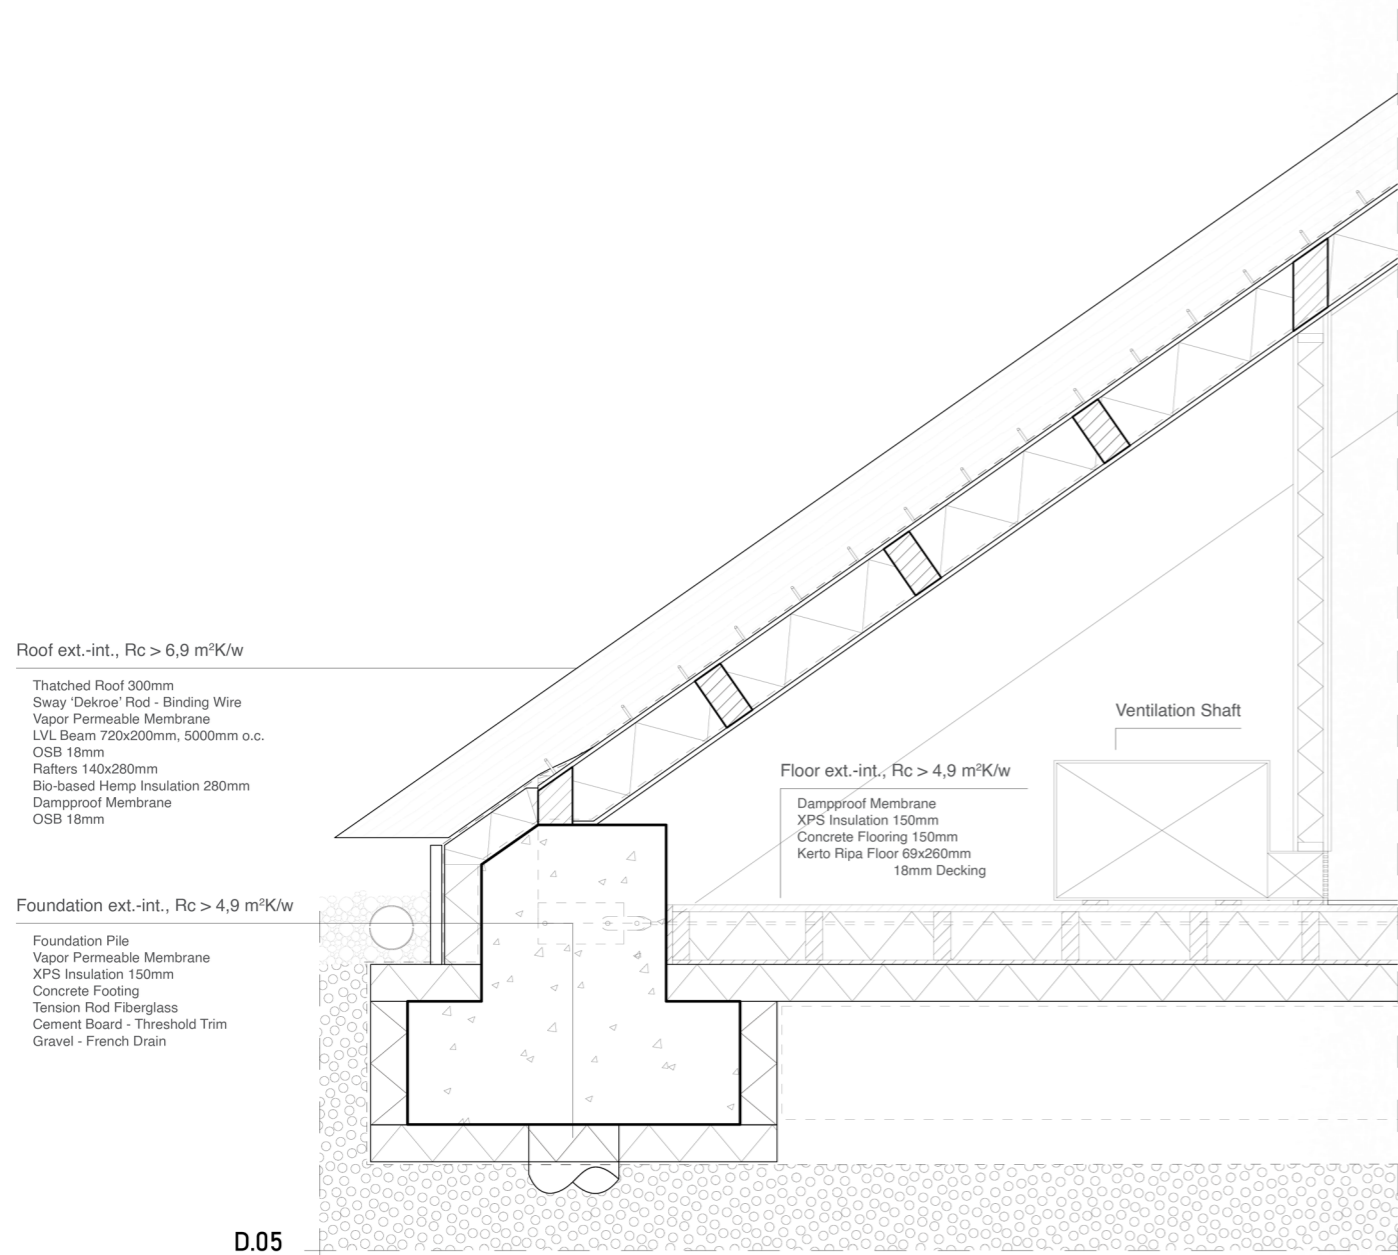 Roof ext.-int., Rc > 6,9 m²K/w
Thatched Roof 300mm
Sway ‘Dekroe’ Rod - Binding Wire
Vapor Permeable Membrane
LVL Beam 720x200mm, 5000mm o.c.
OSB 18mm
Rafters 140x280mm
Bio-based Hemp Insulation 280mm
Dampproof Membrane
OSB 18mm
Ventilation Shaft
Floor ext.-int., Rc > 4,9 m²K/w
Dampproof Membrane
XPS Insulation 150mm
Concrete Flooring 150mm
Kerto Ripa Floor 69x260mm
18mm Decking
Foundation ext.-int., Rc > 4,9 m²K/w
Foundation Pile
Vapor Permeable Membrane
XPS Insulation 150mm
Concrete Footing
Tension Rod Fiberglass
Cement Board - Threshold Trim
Gravel - French Drain
D.05